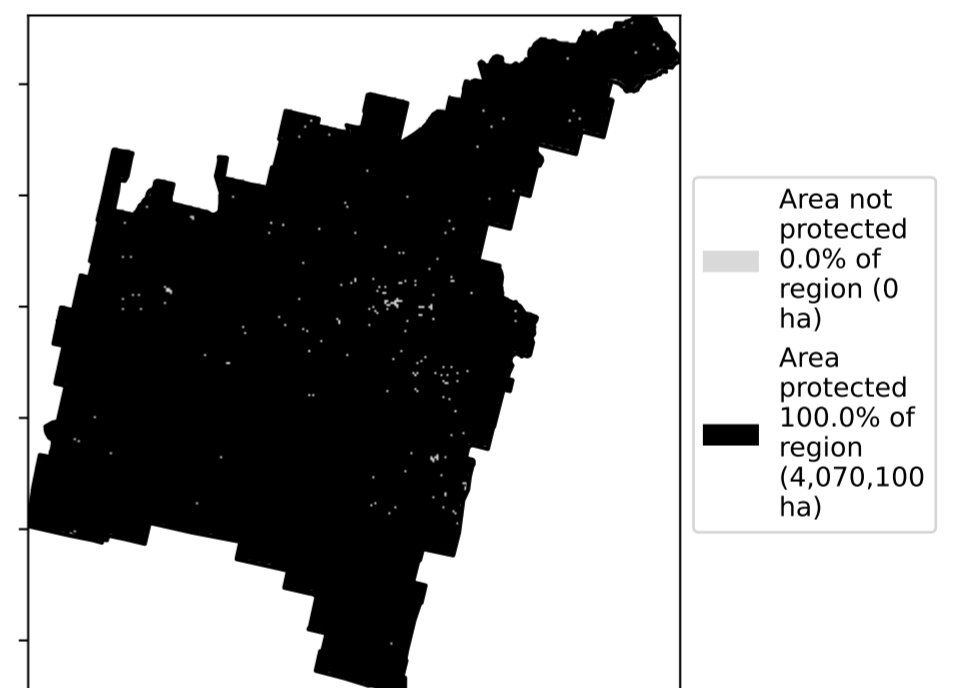 Area not
protected
0.0% of
region (0
ha)
Area
protected
100.0% of
region
(4,070,100
ha)